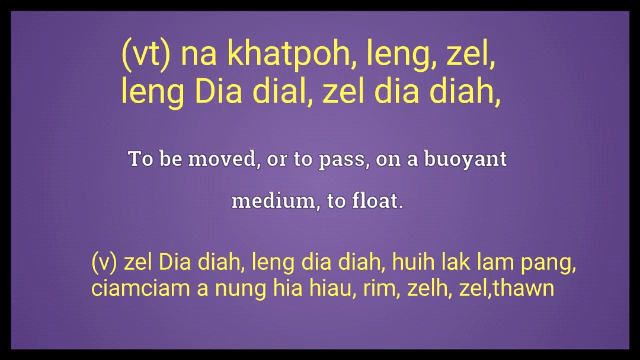 (vt) na khatpoh, leng, zel,
leng Dia dial, zel dia diah,
To be moved, or to pass, on a buoyant
medium, to float.
(v) zel Dia diah, leng dia diah, huih lak lam pang,
ciamciam a nung hia hiau, rim, zelh, zel,thawn